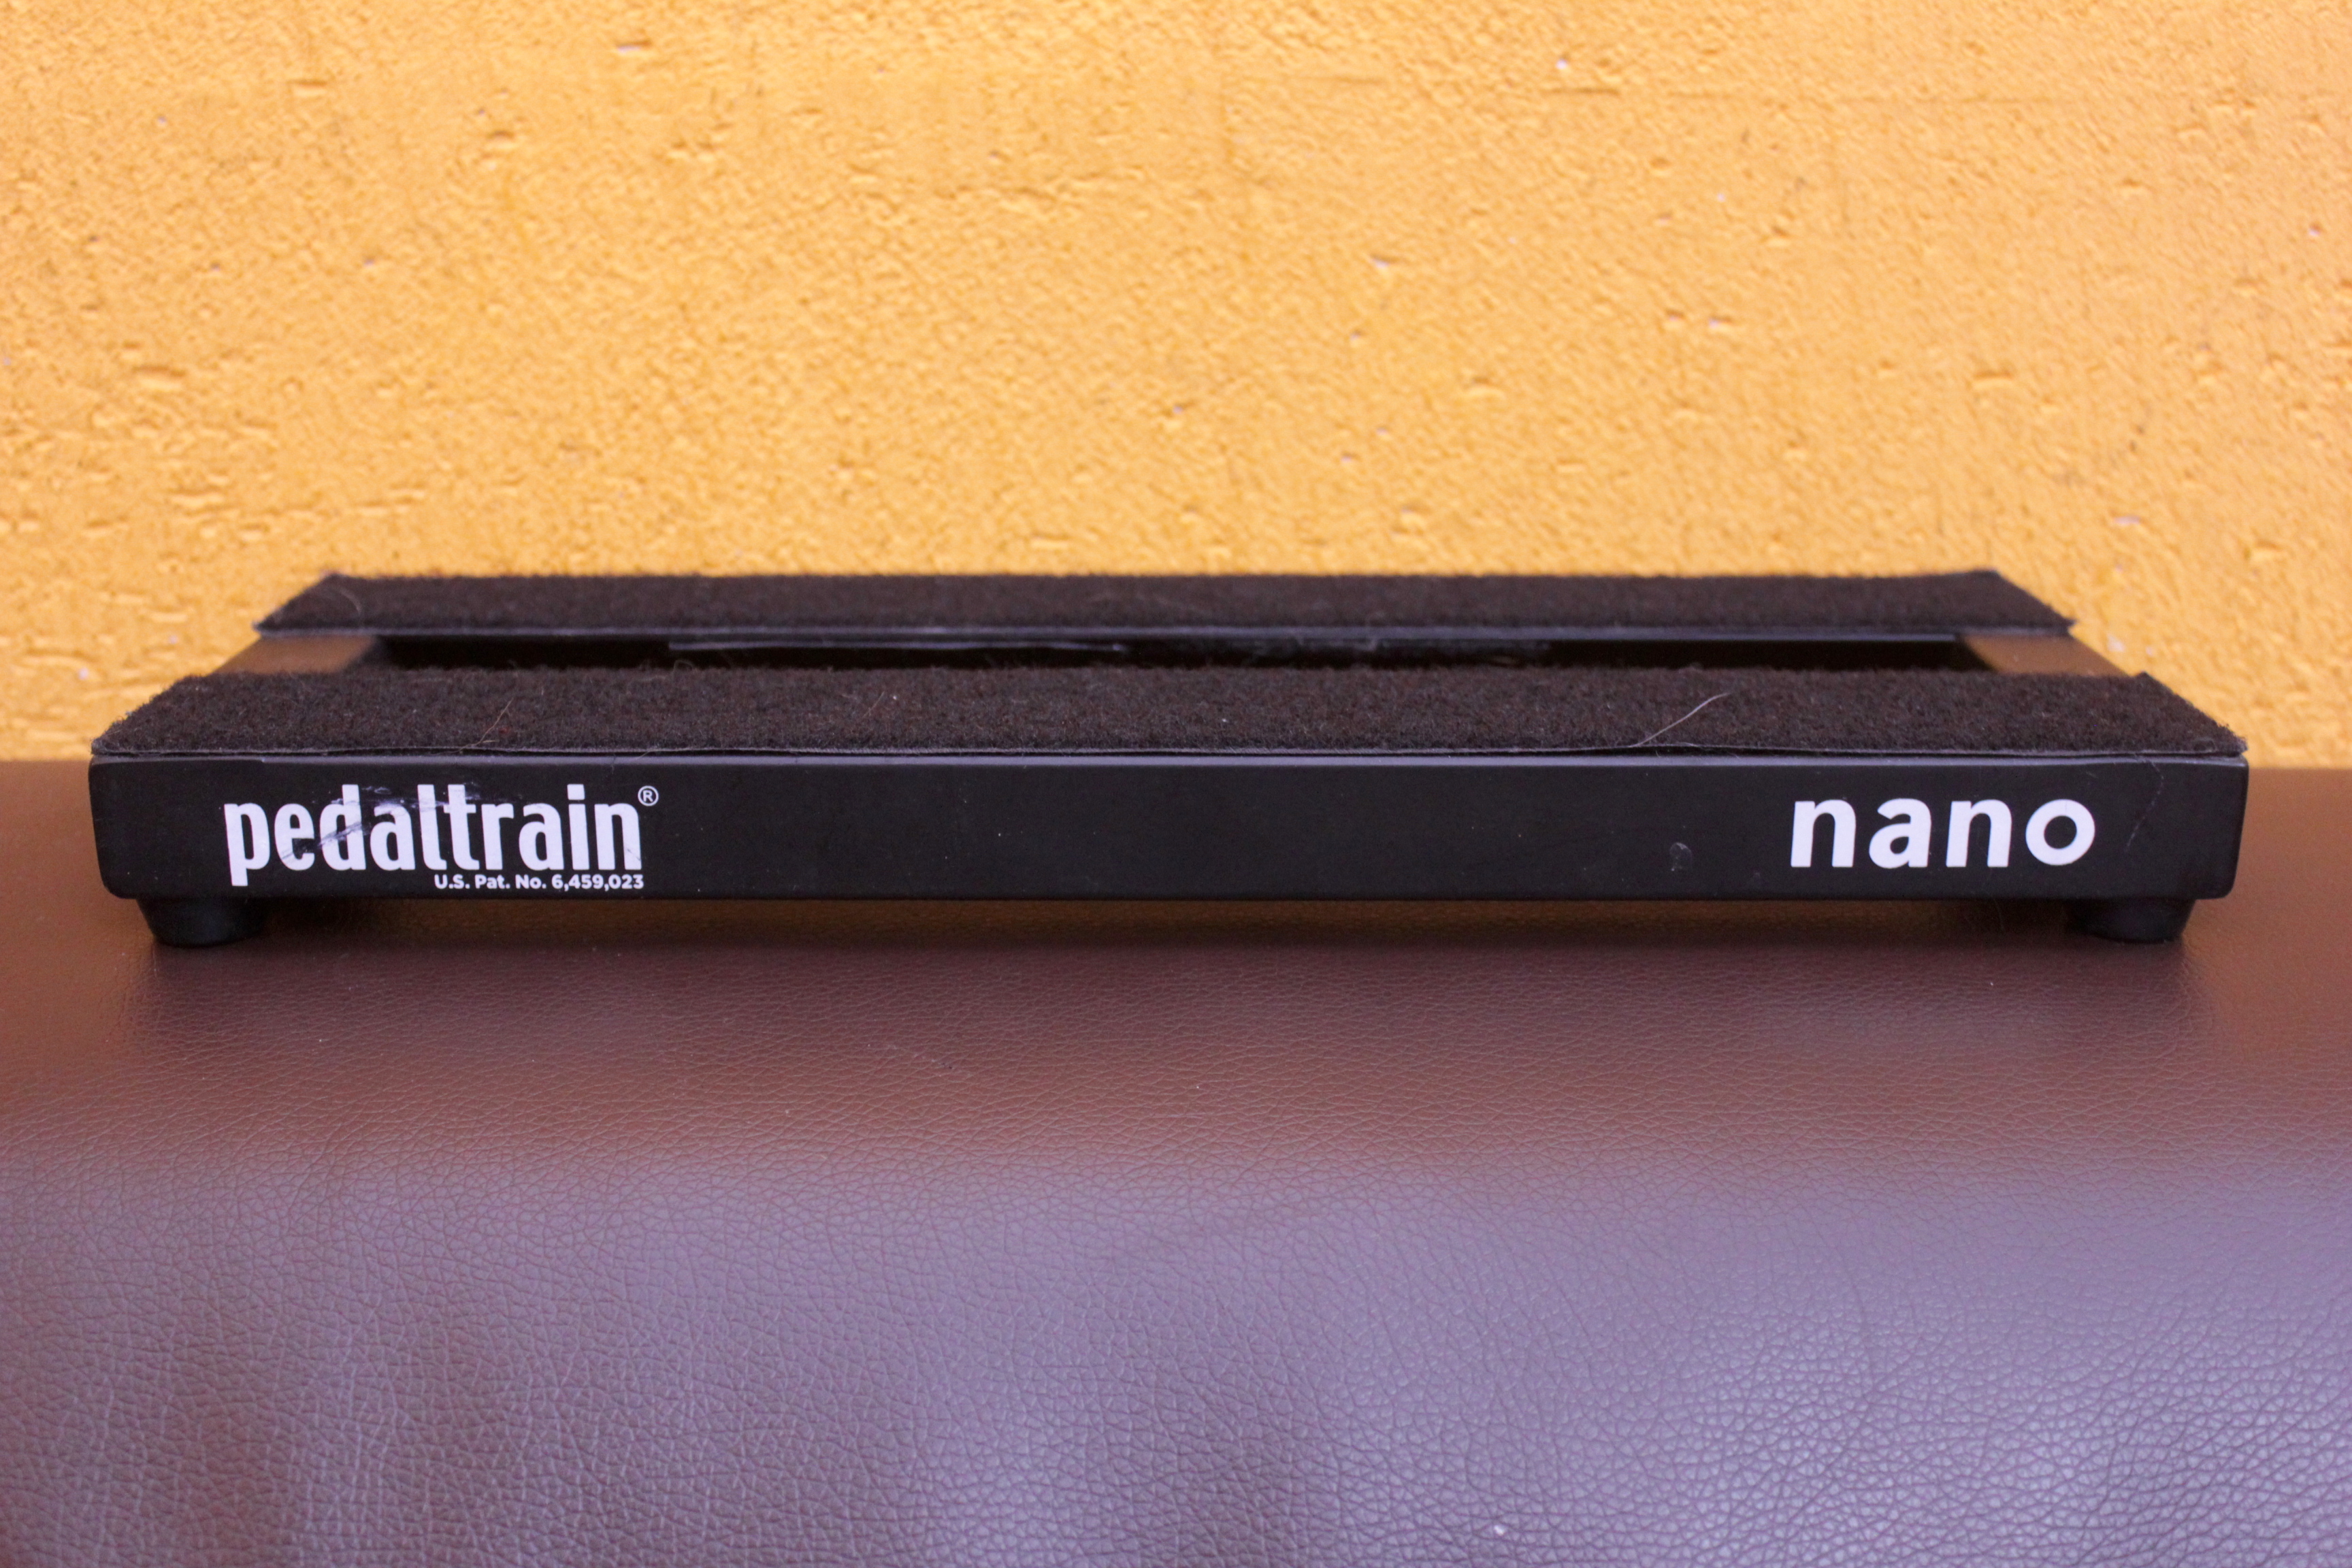 pedaltrain®
U.S. Pat. No. 6,459,023
nano